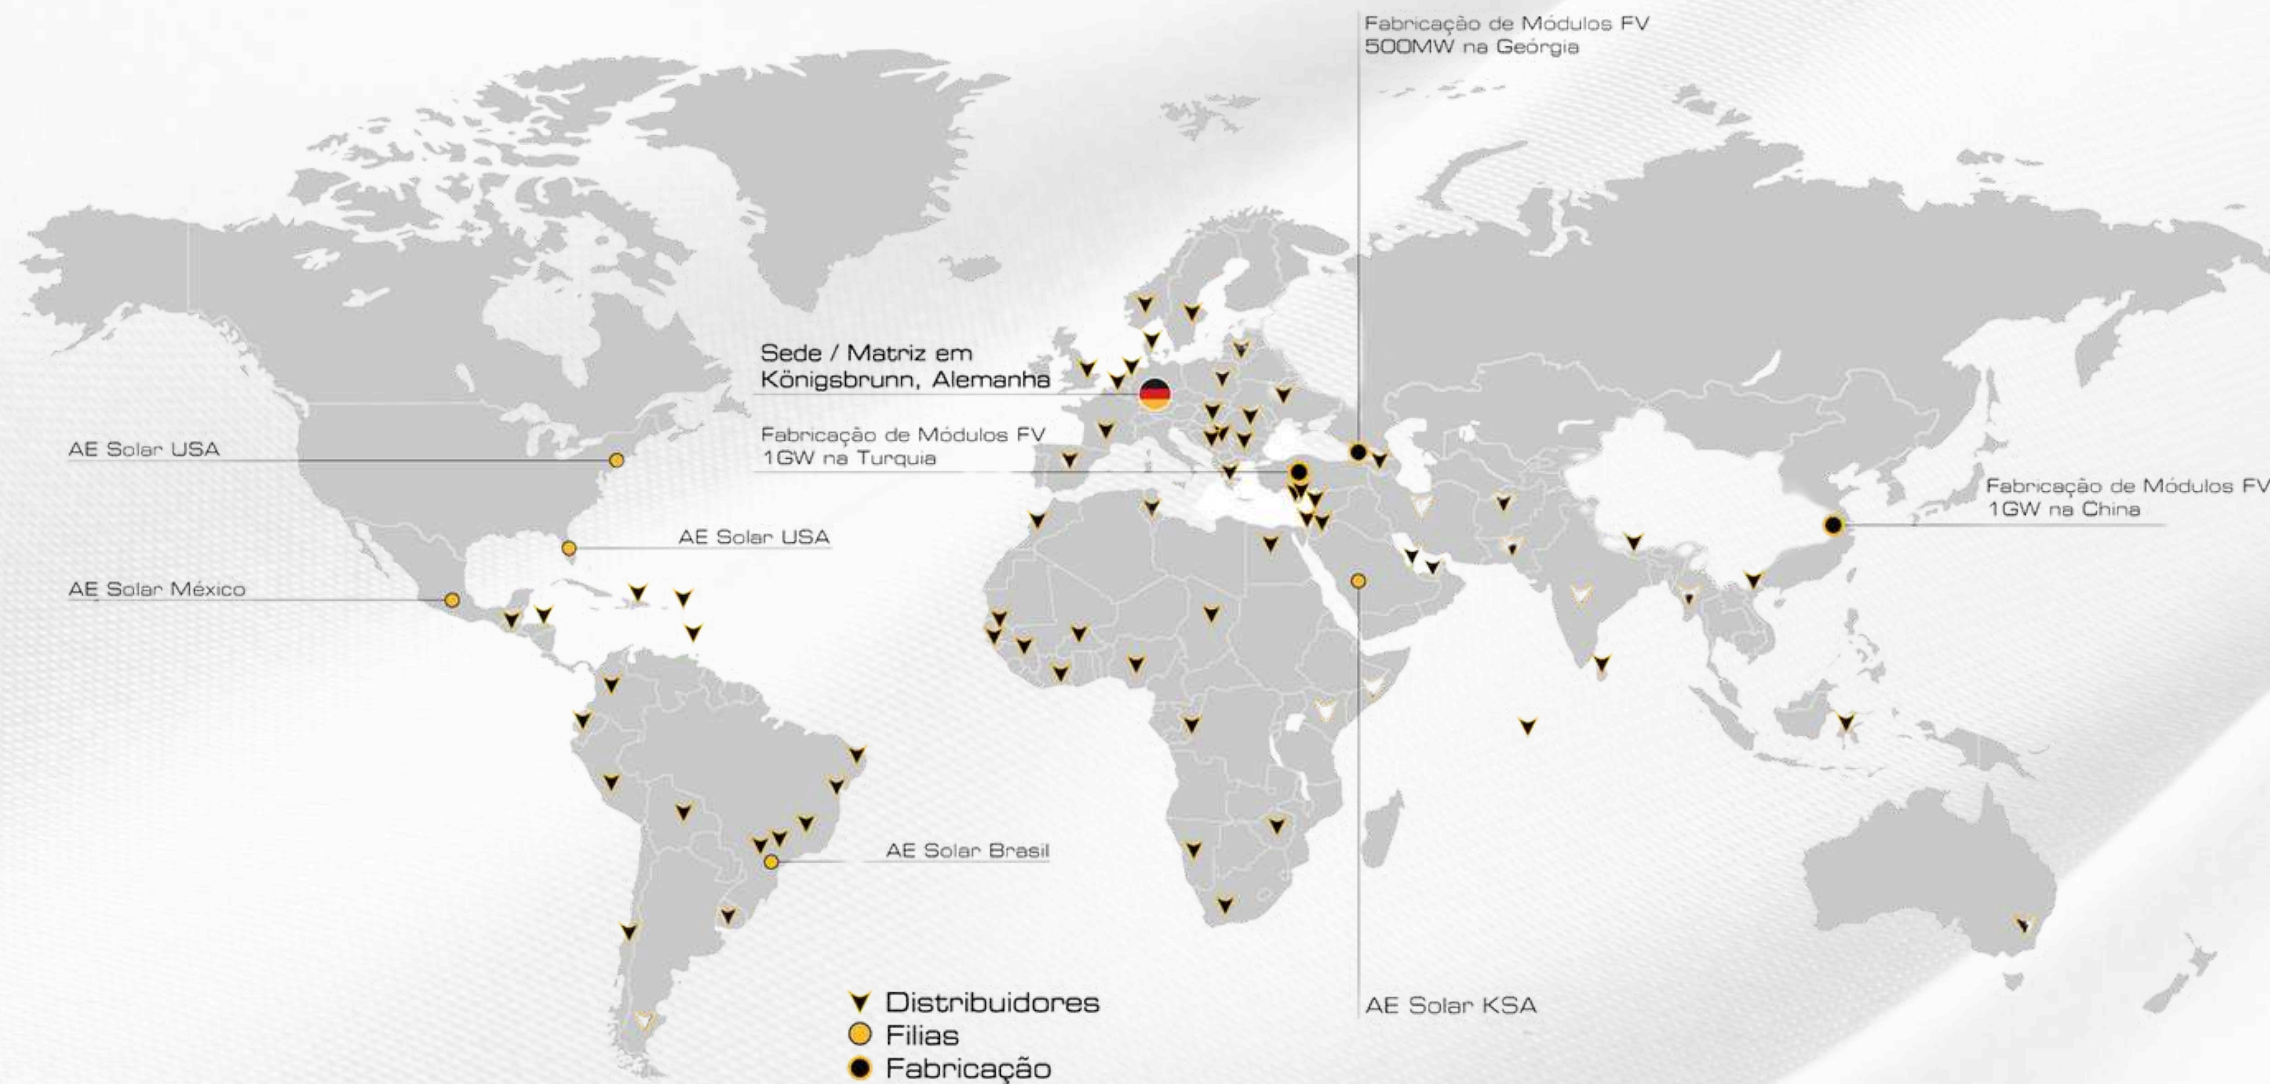 Fabricação de Módulos FV
500MW na Geórgia
Sede / Matriz em
Königsbrunn, Alemanha
AE Solar USA
Fabricação de Módulos FV
1GW na Turquia
Fabricação de Módulos FV
1GW na China
AE Solar USA
AE Solar México
AE Solar Brasil
Distribuidores
Filias
Fabricação
AE Solar KSA